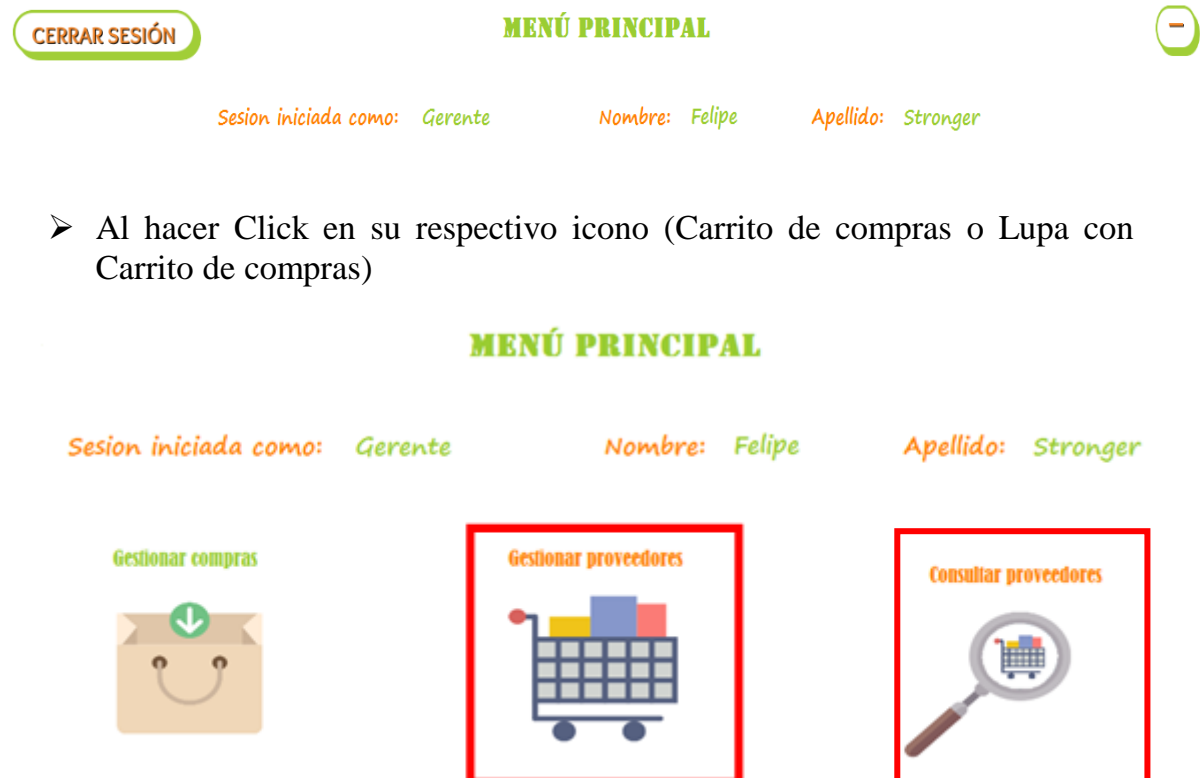 CERRAR SESIÓN
MENÚ PRINCIPAL
-
Sesion iniciada como: Gerente Nombre: Felipe Apellido: Stronger
➢ Al hacer Click en su respectivo icono (Carrito de compras o Lupa con
Carrito de compras)
MENÚ PRINCIPAL
Sesion iniciada como: Gerente Nombre: Felipe Apellido: Stronger
Gestionar compras
Gestionar proveedores
Consultar proveedores